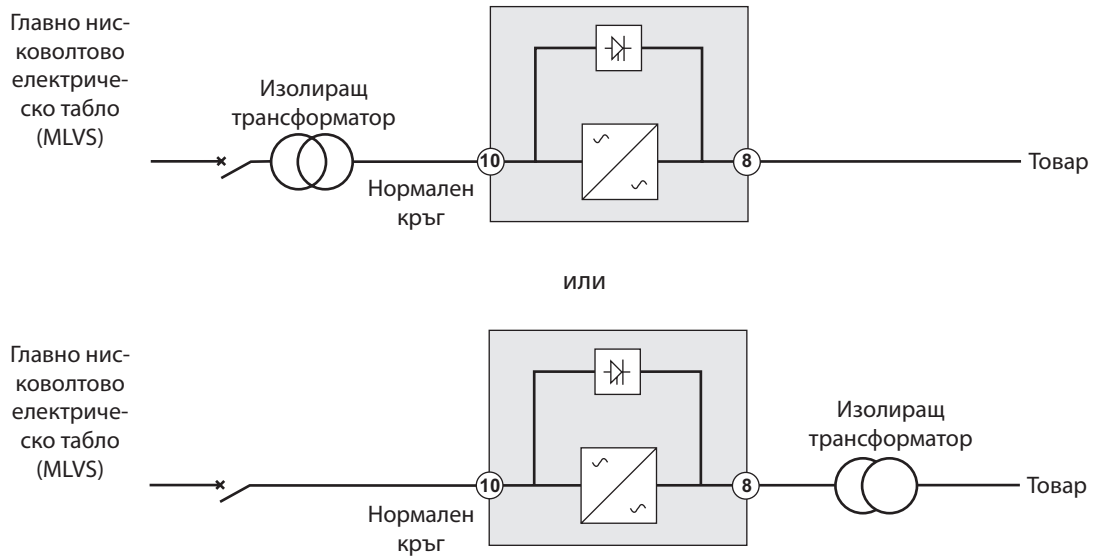 Главно нис-
коволтово
електриче-
ско табло
(MLVS)
Изолиращ
трансформатор
10
Нормален
кръг
8
Товар
или
Главно нис-
коволтово
електриче-
ско табло
(MLVS)
10
Нормален
кръг
8
Изолиращ
трансформатор
Товар